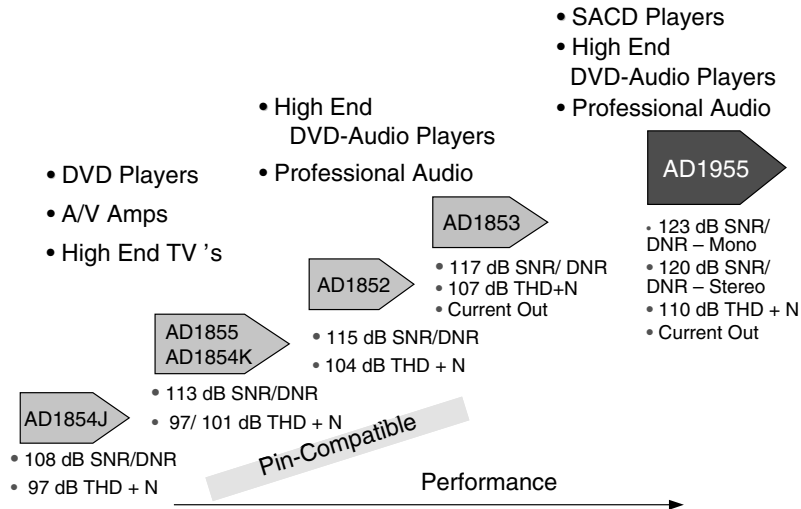 • SACD Players
• High End
DVD-Audio Players
• Professional Audio
• High End
DVD-Audio Players
• Professional Audio
• DVD Players
• A/V Amps
• High End TV 's
AD1955
• 123 dB SNR/
DNR – Mono
• 120 dB SNR/
DNR – Stereo
• 110 dB THD + N
• Current Out
AD1853
• 117 dB SNR/ DNR
• 107 dB THD+N
• Current Out
AD1852
• 115 dB SNR/DNR
• 104 dB THD + N
AD1855
AD1854K
• 113 dB SNR/DNR
• 97/ 101 dB THD + N
AD1854J
• 108 dB SNR/DNR
• 97 dB THD + N
Pin-Compatible
Performance